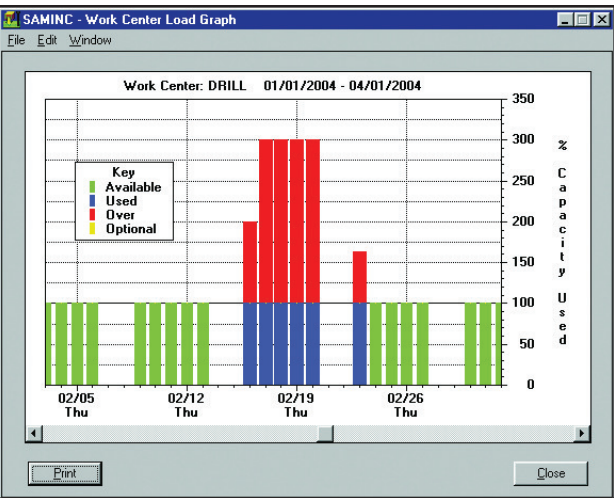 SAMINC - Work Center Load Graph
File Edit Window
Work Center: DRILL 01/01/2004 - 04/01/2004
350
300
250
200
150
100
50
0
% Capacity Used
Key
Available
Used
Over
Optional
02/05 02/12 02/19 02/26
Thu Thu Thu Thu
Print Close